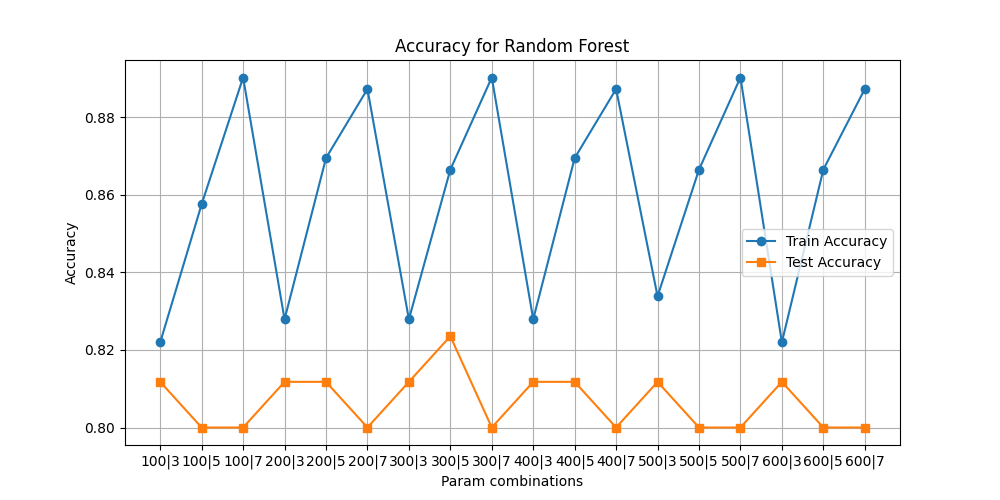 Accuracy for Random Forest
Accuracy
0.88
0.86
0.84
0.82
0.80
Train Accuracy
Test Accuracy
100|3 100|5 100|7 200|3 200|5 200|7 300|3 300|5 300|7 400|3 400|5 400|7 500|3 500|5 500|7 600|3 600|5 600|7
Param combinations